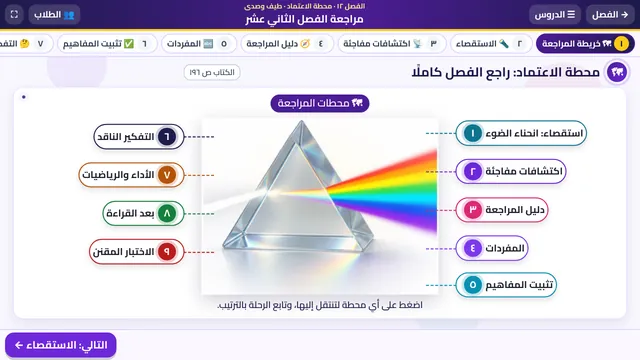 → الفصل
☰ الدروس
الفصل ١٢ · محطة الاعتماد · طيف وصدى
مراجعة الفصل الثاني عشر
👥 الطلاب
١ 🗺 خريطة المراجعة
٢ 🔦 الاستقصاء
٣ 💡 اكتشافات مفاجئة
٤ 🧭 دليل المراجعة
٥ 🔤 المفردات
٦ ✅ تثبيت المفاهيم
٧ 🤔
محطة الاعتماد: راجع الفصل كاملًا
الكتاب ص ١٩٦
🗺 محطات المراجعة
١ استقصاء: انحناء الضوء
٢ اكتشافات مفاجئة
٣ دليل المراجعة
٤ المفردات
٥ تثبيت المفاهيم
٦ التفكير الناقد
٧ الأداء والرياضيات
٨ بعد القراءة
٩ الاختبار المقنن
اضغط على أي محطة لتنتقل إليها، وتابع الرحلة بالترتيب.
التالي: الاستقصاء ←